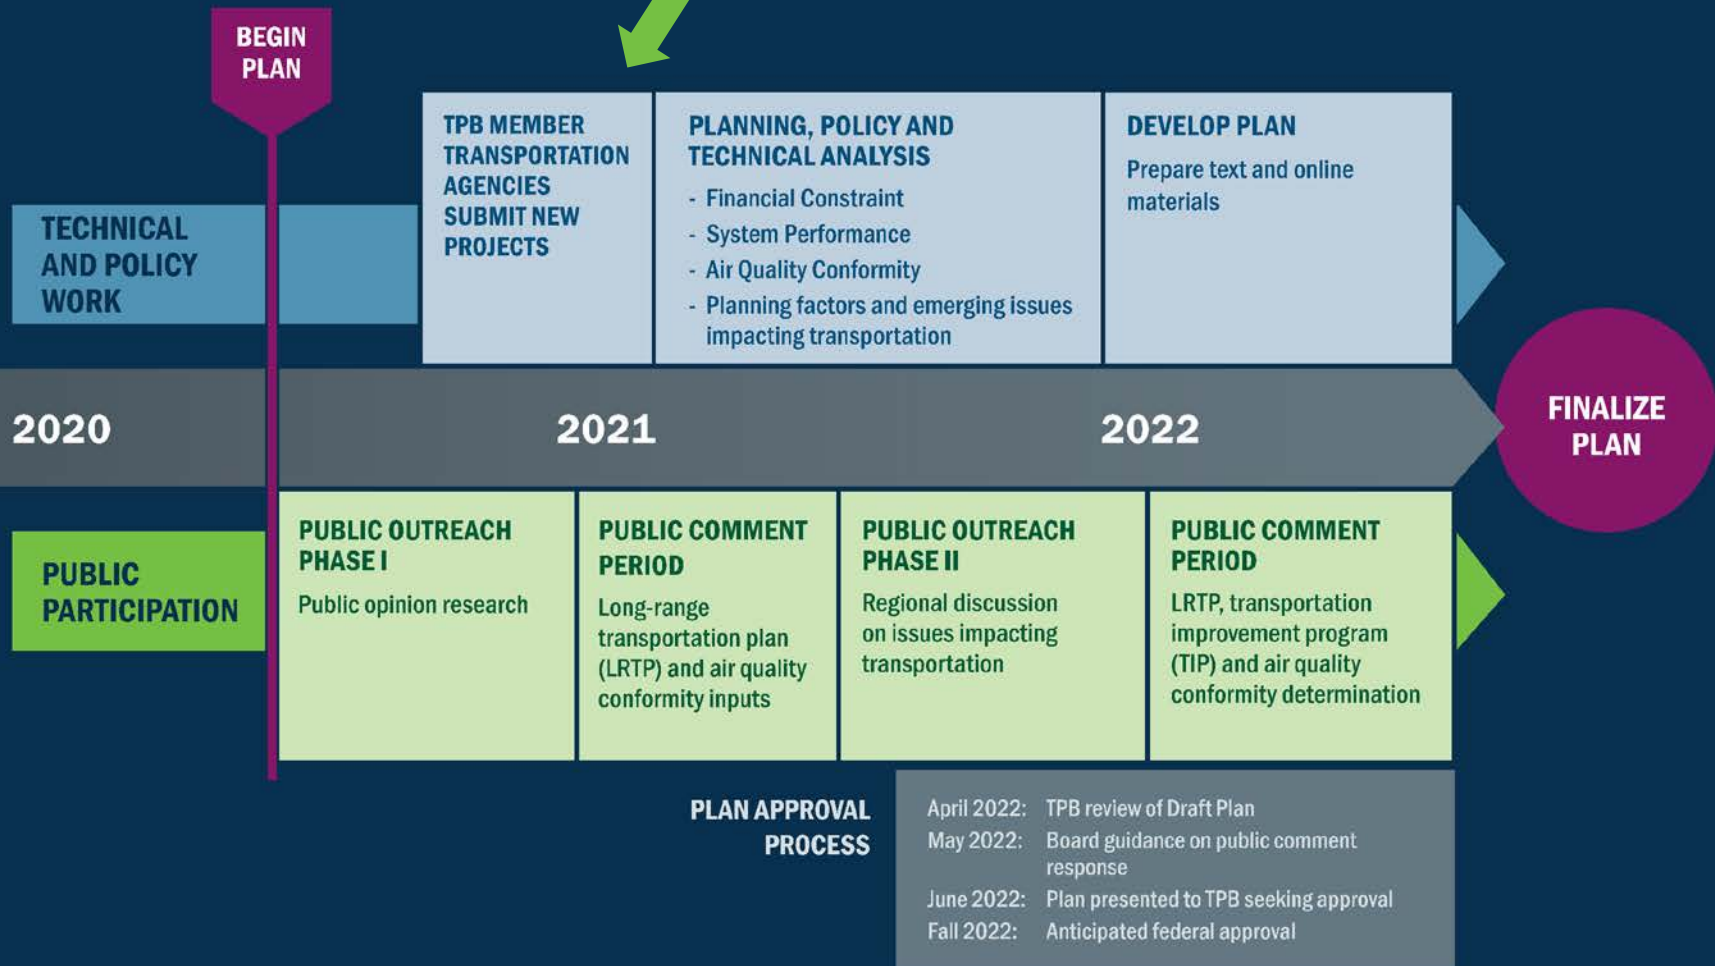 BEGIN
PLAN
TECHNICAL
AND POLICY
WORK
TPB MEMBER
TRANSPORTATION
AGENCIES
SUBMIT NEW
PROJECTS
PLANNING, POLICY AND
TECHNICAL ANALYSIS
- Financial Constraint
- System Performance
- Air Quality Conformity
- Planning factors and emerging issues
impacting transportation
DEVELOP PLAN
Prepare text and online
materials
2020
2021
2022
FINALIZE
PLAN
PUBLIC
PARTICIPATION
PUBLIC OUTREACH
PHASE I
Public opinion research
PUBLIC COMMENT
PERIOD
Long-range
transportation plan
(LRTP) and air quality
conformity inputs
PUBLIC OUTREACH
PHASE II
Regional discussion
on issues impacting
transportation
PUBLIC COMMENT
PERIOD
LRTP, transportation
improvement program
(TIP) and air quality
conformity determination
PLAN APPROVAL
PROCESS
April 2022: TPB review of Draft Plan
May 2022: Board guidance on public comment
response
June 2022: Plan presented to TPB seeking approval
Fall 2022: Anticipated federal approval